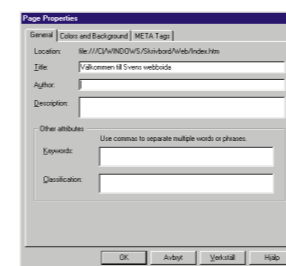 Page Properties
General Colors and Background META Tags
Location: file:///C|/WINDOWS/Skrivbord/Web/Index.htm
Title: Välkommen till Svens webbsida
Author:
Description:
Other attributes
Use commas to separate multiple words or phrases.
Keywords:
Classification:
OK Avbryt Verkställ Hjälp